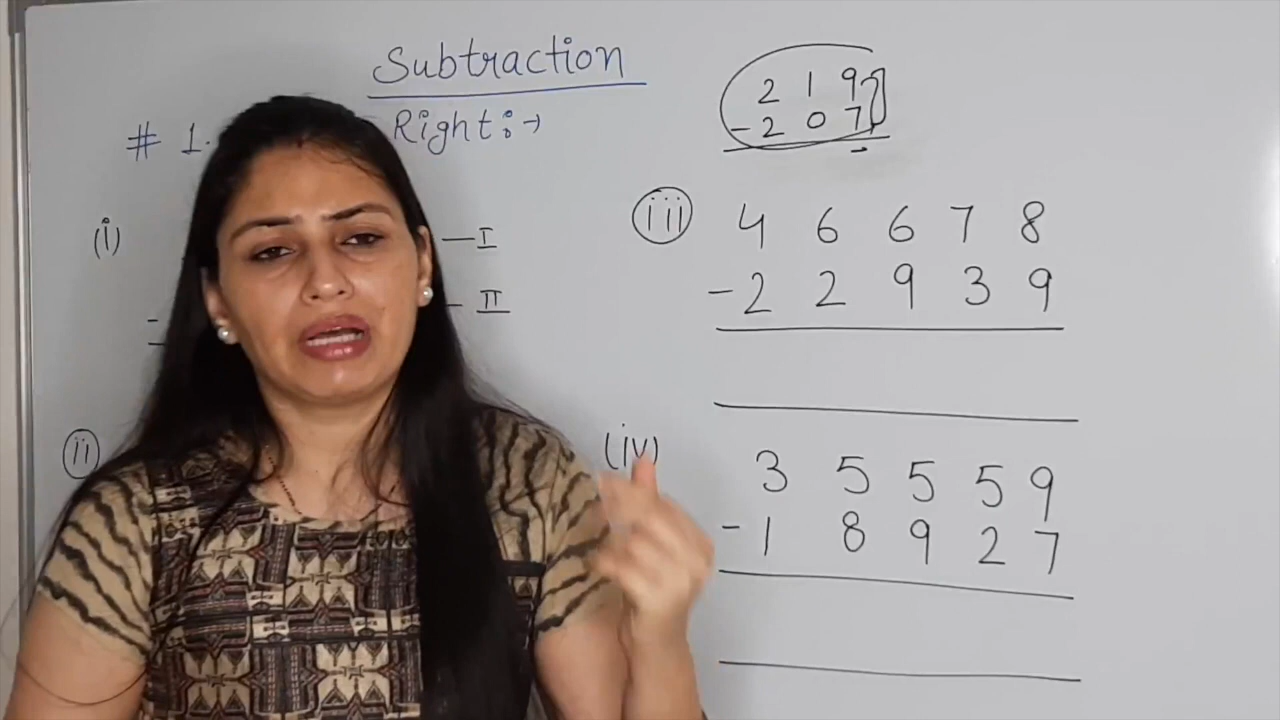 Subtraction
# 1. Right:→
2 1 9
- 2 0 7
(i) — I
- II
(iii) 4 6 6 7 8
- 2 2 9 3 9
(ii)
(iv) 3 5 5 5 9
- 1 8 9 2 7